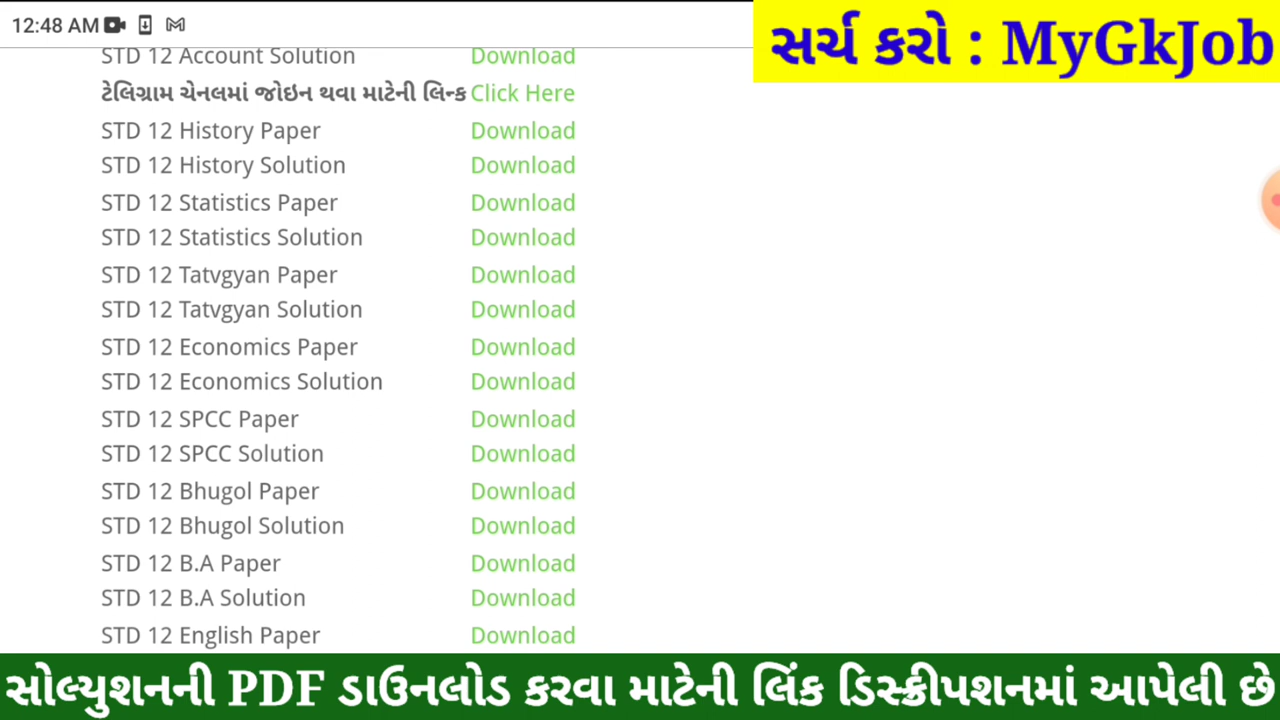 12:48 AM
સર્ચ કરો : MyGkJob
STD 12 Account Solution Download
ટેલિગ્રામ ચેનલમાં જોઇન થવા માટેની લિન્ક Click Here
STD 12 History Paper Download
STD 12 History Solution Download
STD 12 Statistics Paper Download
STD 12 Statistics Solution Download
STD 12 Tatvgyan Paper Download
STD 12 Tatvgyan Solution Download
STD 12 Economics Paper Download
STD 12 Economics Solution Download
STD 12 SPCC Paper Download
STD 12 SPCC Solution Download
STD 12 Bhugol Paper Download
STD 12 Bhugol Solution Download
STD 12 B.A Paper Download
STD 12 B.A Solution Download
STD 12 English Paper Download
સોલ્યુશનની PDF ડાઉનલોડ કરવા માટેની લિંક ડિસ્ક્રીપશનમાં આપેલી છે